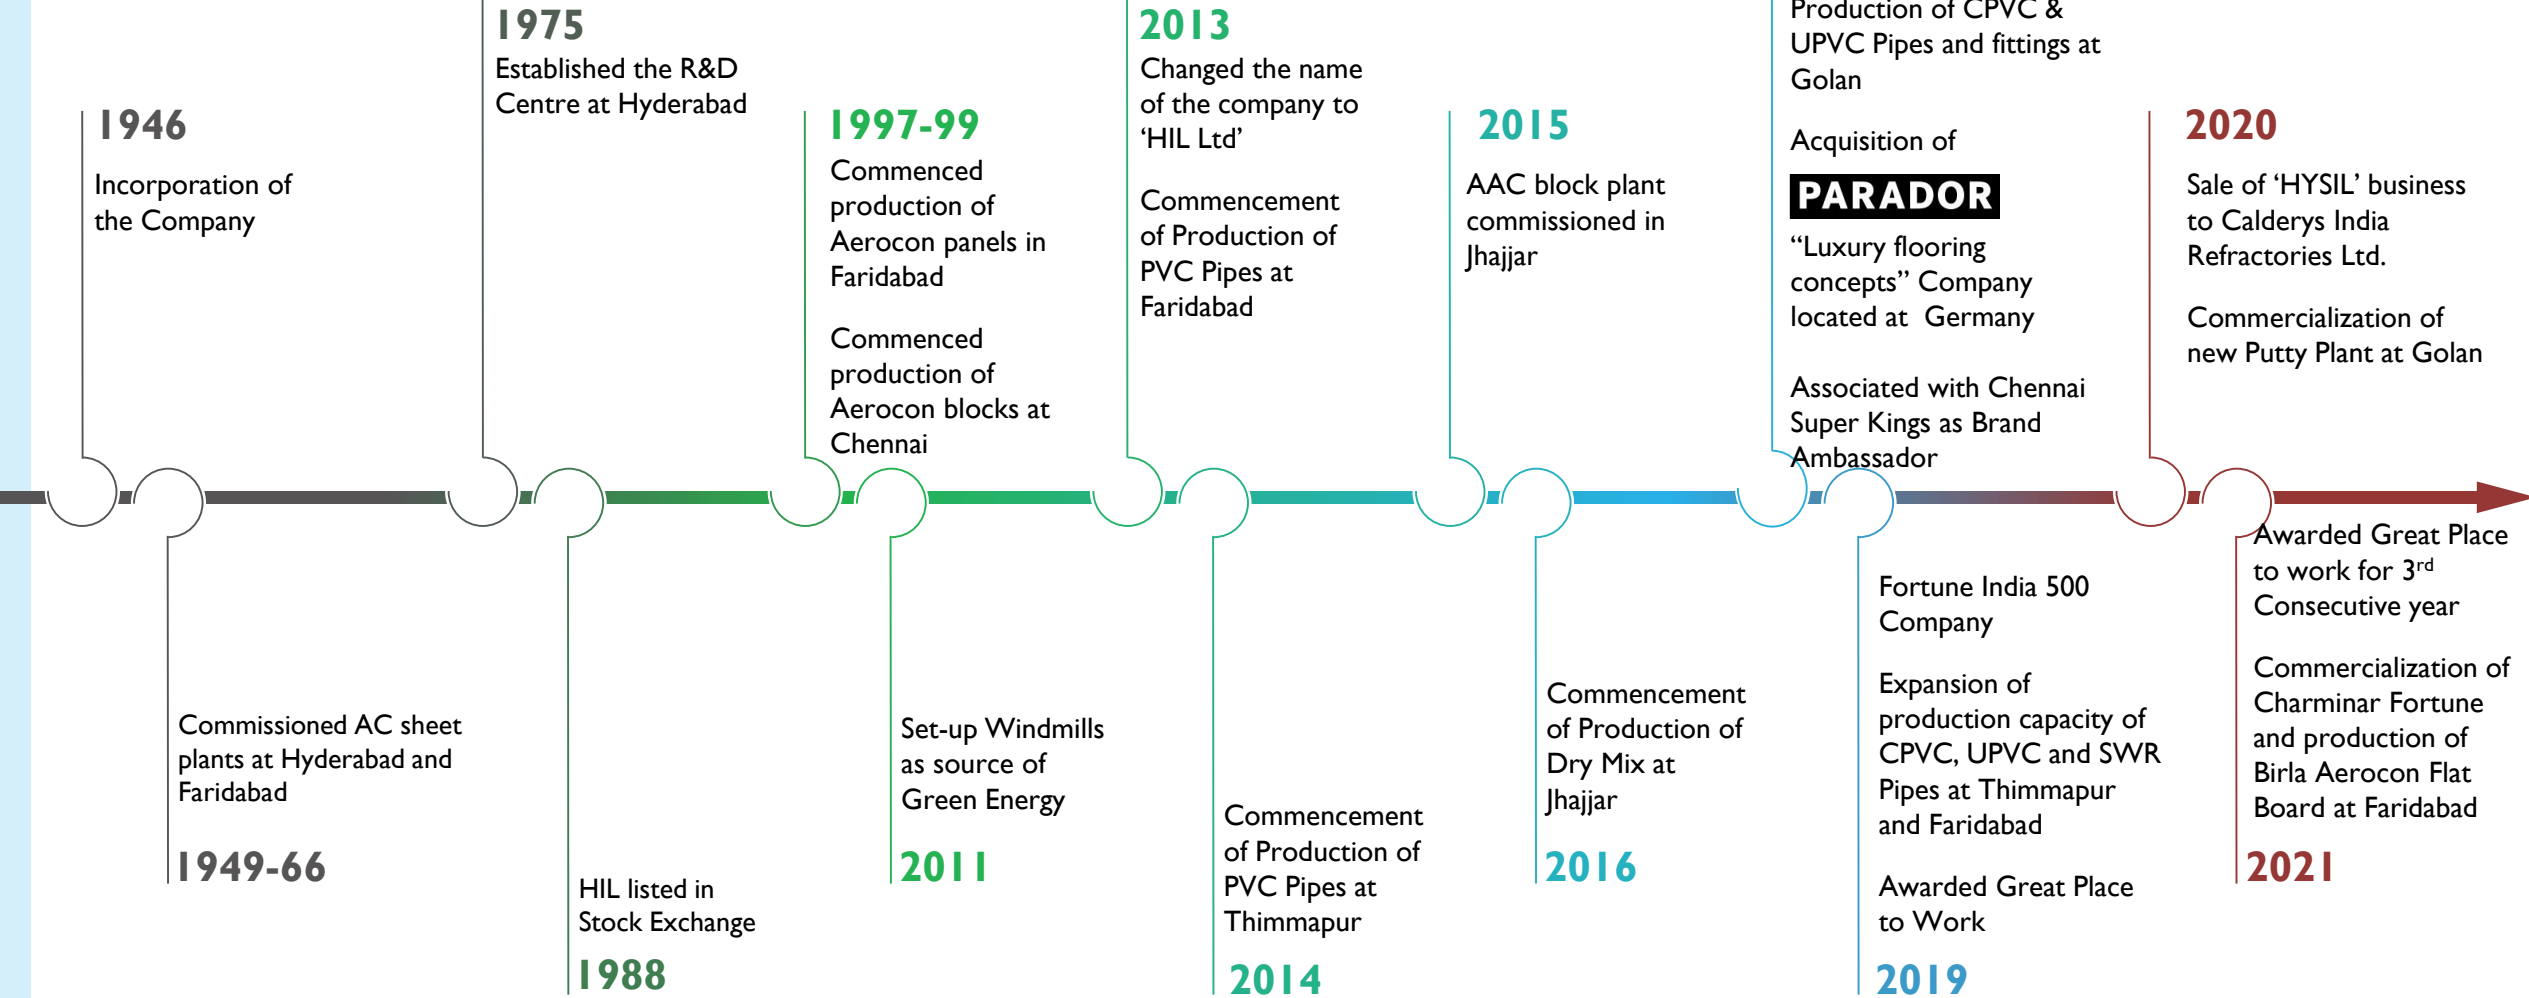 1946
Incorporation of
the Company
Commissioned AC sheet
plants at Hyderabad and
Faridabad
1949-66
1975
Established the R&D
Centre at Hyderabad
HIL listed in
Stock Exchange
1988
1997-99
Commenced
production of
Aerocon panels in
Faridabad
Commenced
production of
Aerocon blocks at
Chennai
Set-up Windmills
as source of
Green Energy
2011
2013
Changed the name
of the company to
‘HIL Ltd’
Commencement
of Production of
PVC Pipes at
Faridabad
Commencement
of Production of
PVC Pipes at
Thimmapur
2014
2015
AAC block plant
commissioned in
Jhajjar
Commencement
of Production of
Dry Mix at
Jhajjar
2016
Production of CPVC &
UPVC Pipes and fittings at
Golan
Acquisition of
PARADOR
“Luxury flooring
concepts” Company
located at Germany
Associated with Chennai
Super Kings as Brand
Ambassador
Fortune India 500
Company
Expansion of
production capacity of
CPVC, UPVC and SWR
Pipes at Thimmapur
and Faridabad
Awarded Great Place
to Work
2019
2020
Sale of ‘HYSIL’ business
to Calderys India
Refractories Ltd.
Commercialization of
new Putty Plant at Golan
Awarded Great Place
to work for 3rd
Consecutive year
Commercialization of
Charminar Fortune
and production of
Birla Aerocon Flat
Board at Faridabad
2021